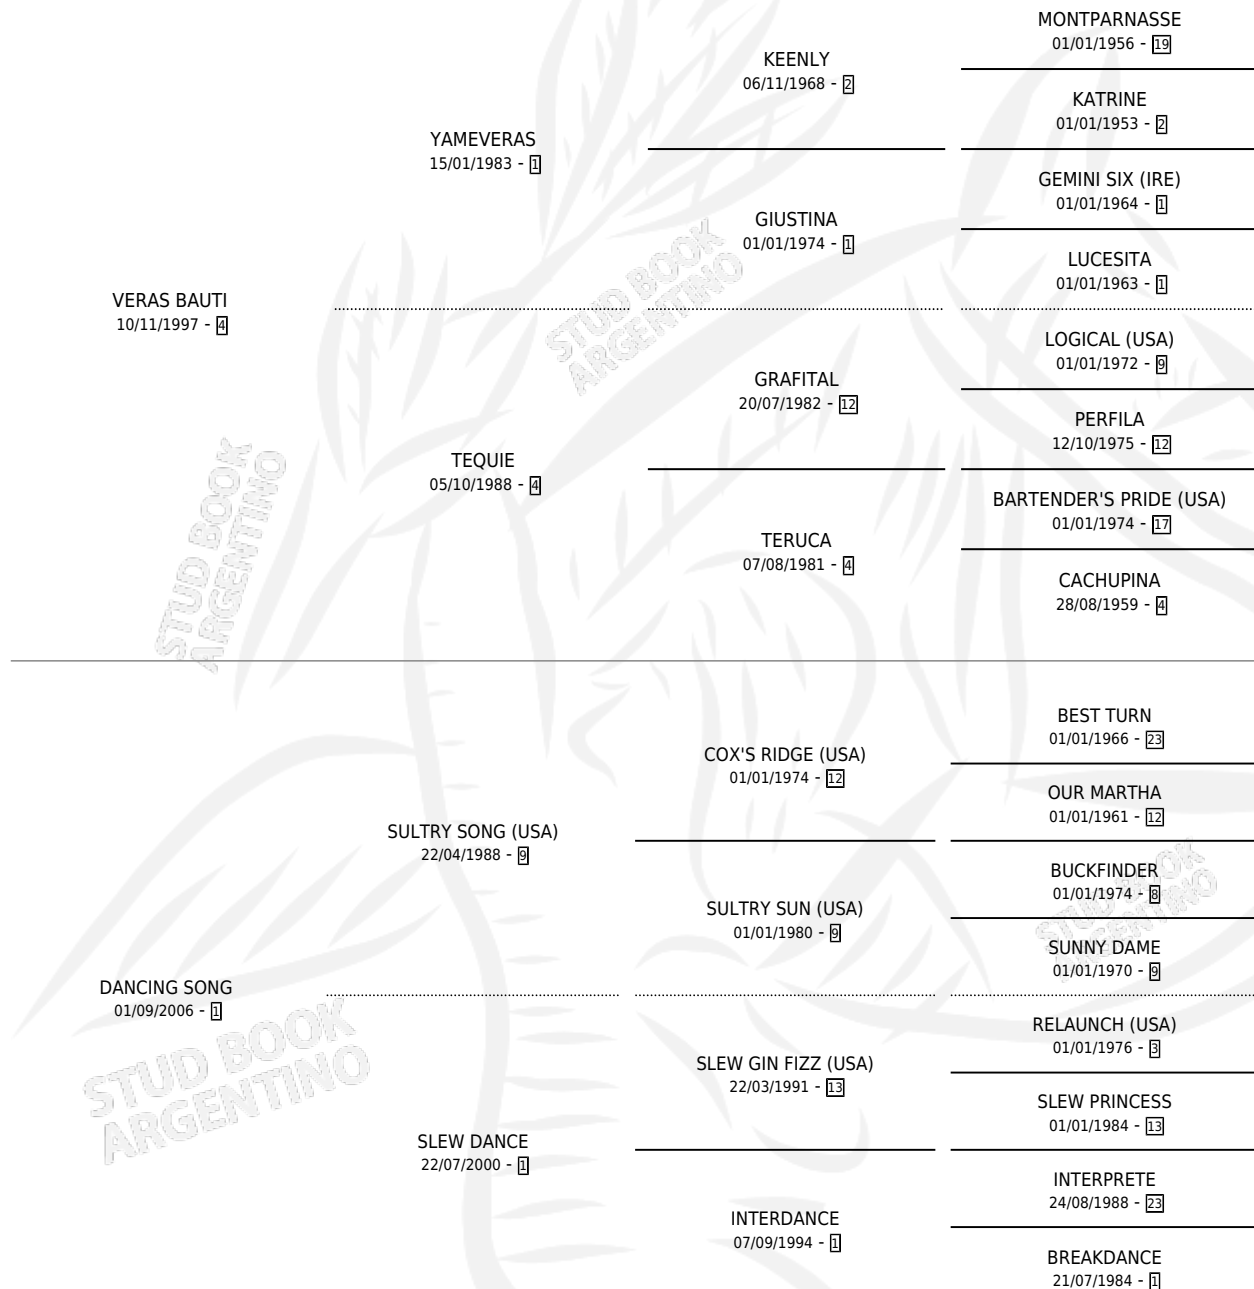 MONTPARNASSE
01/01/1956 - 19
KEENLY
06/11/1968 - 2
KATRINE
01/01/1953 - 2
YAMEVERAS
15/01/1983 - 1
GEMINI SIX (IRE)
01/01/1964 - 1
GIUSTINA
01/01/1974 - 1
LUCESITA
01/01/1963 - 1
VERAS BAUTI
10/11/1997 - 4
LOGICAL (USA)
01/01/1972 - 9
GRAFITAL
20/07/1982 - 12
PERFILA
12/10/1975 - 12
TEQUIE
05/10/1988 - 4
BARTENDER'S PRIDE (USA)
01/01/1974 - 17
TERUCA
07/08/1981 - 4
CACHUPINA
28/08/1959 - 4
BEST TURN
01/01/1966 - 23
COX'S RIDGE (USA)
01/01/1974 - 12
OUR MARTHA
01/01/1961 - 12
SULTRY SONG (USA)
22/04/1988 - 9
BUCKFINDER
01/01/1974 - 8
SULTRY SUN (USA)
01/01/1980 - 9
SUNNY DAME
01/01/1970 - 9
DANCING SONG
01/09/2006 - 1
RELAUNCH (USA)
01/01/1976 - 3
SLEW GIN FIZZ (USA)
22/03/1991 - 13
SLEW PRINCESS
01/01/1984 - 13
SLEW DANCE
22/07/2000 - 1
INTERPRETE
24/08/1988 - 23
INTERDANCE
07/09/1994 - 1
BREAKDANCE
21/07/1984 - 1
STUD BOOK
ARGENTINO
STUD BOOK
ARGENTINO
STUD BOOK
ARGENTINO
STUD BOOK
ARGENTINO